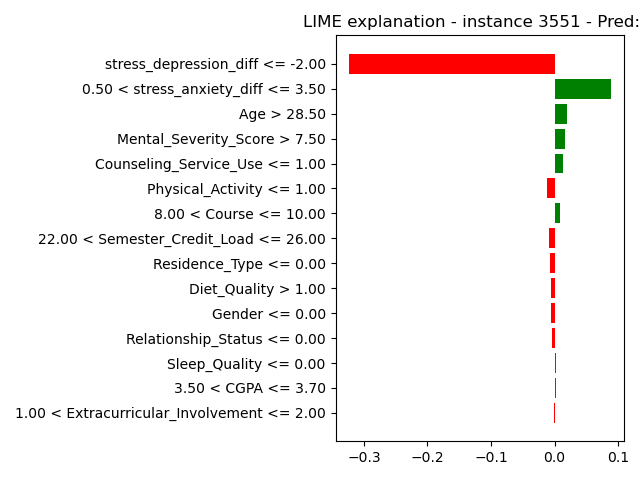 LIME explanation - instance 3551 - Pred:
stress_depression_diff <= -2.00
0.50 < stress_anxiety_diff <= 3.50
Age > 28.50
Mental_Severity_Score > 7.50
Counseling_Service_Use <= 1.00
Physical_Activity <= 1.00
8.00 < Course <= 10.00
22.00 < Semester_Credit_Load <= 26.00
Residence_Type <= 0.00
Diet_Quality > 1.00
Gender <= 0.00
Relationship_Status <= 0.00
Sleep_Quality <= 0.00
3.50 < CGPA <= 3.70
1.00 < Extracurricular_Involvement <= 2.00
−0.3 −0.2 −0.1 0.0 0.1